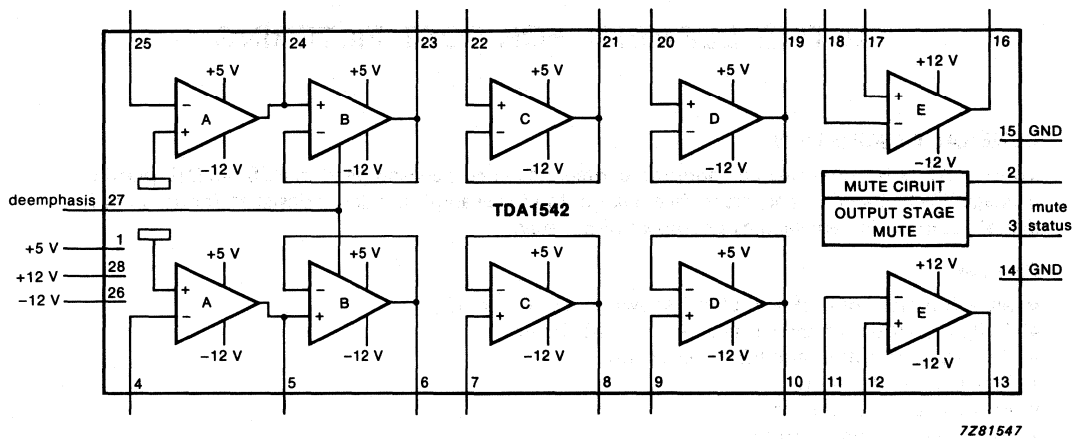 25 24 23 22 21 20 19 18 17 16
+5 V +5 V +5 V +5 V +12 V
− + + + +
A B C D E
+ − − − −
−12 V −12 V −12 V −12 V −12 V
15 GND
2
MUTE CIRUIT
deemphasis 27
TDA1542
OUTPUT STAGE
MUTE
3 mute
status
+5 V 1
+12 V 28
−12 V 26
14 GND
+5 V +5 V +5 V +5 V +12 V
+ − − − −
A B C D E
− + + + +
−12 V −12 V −12 V −12 V −12 V
4 5 6 7 8 9 10 11 12 13
7Z81547